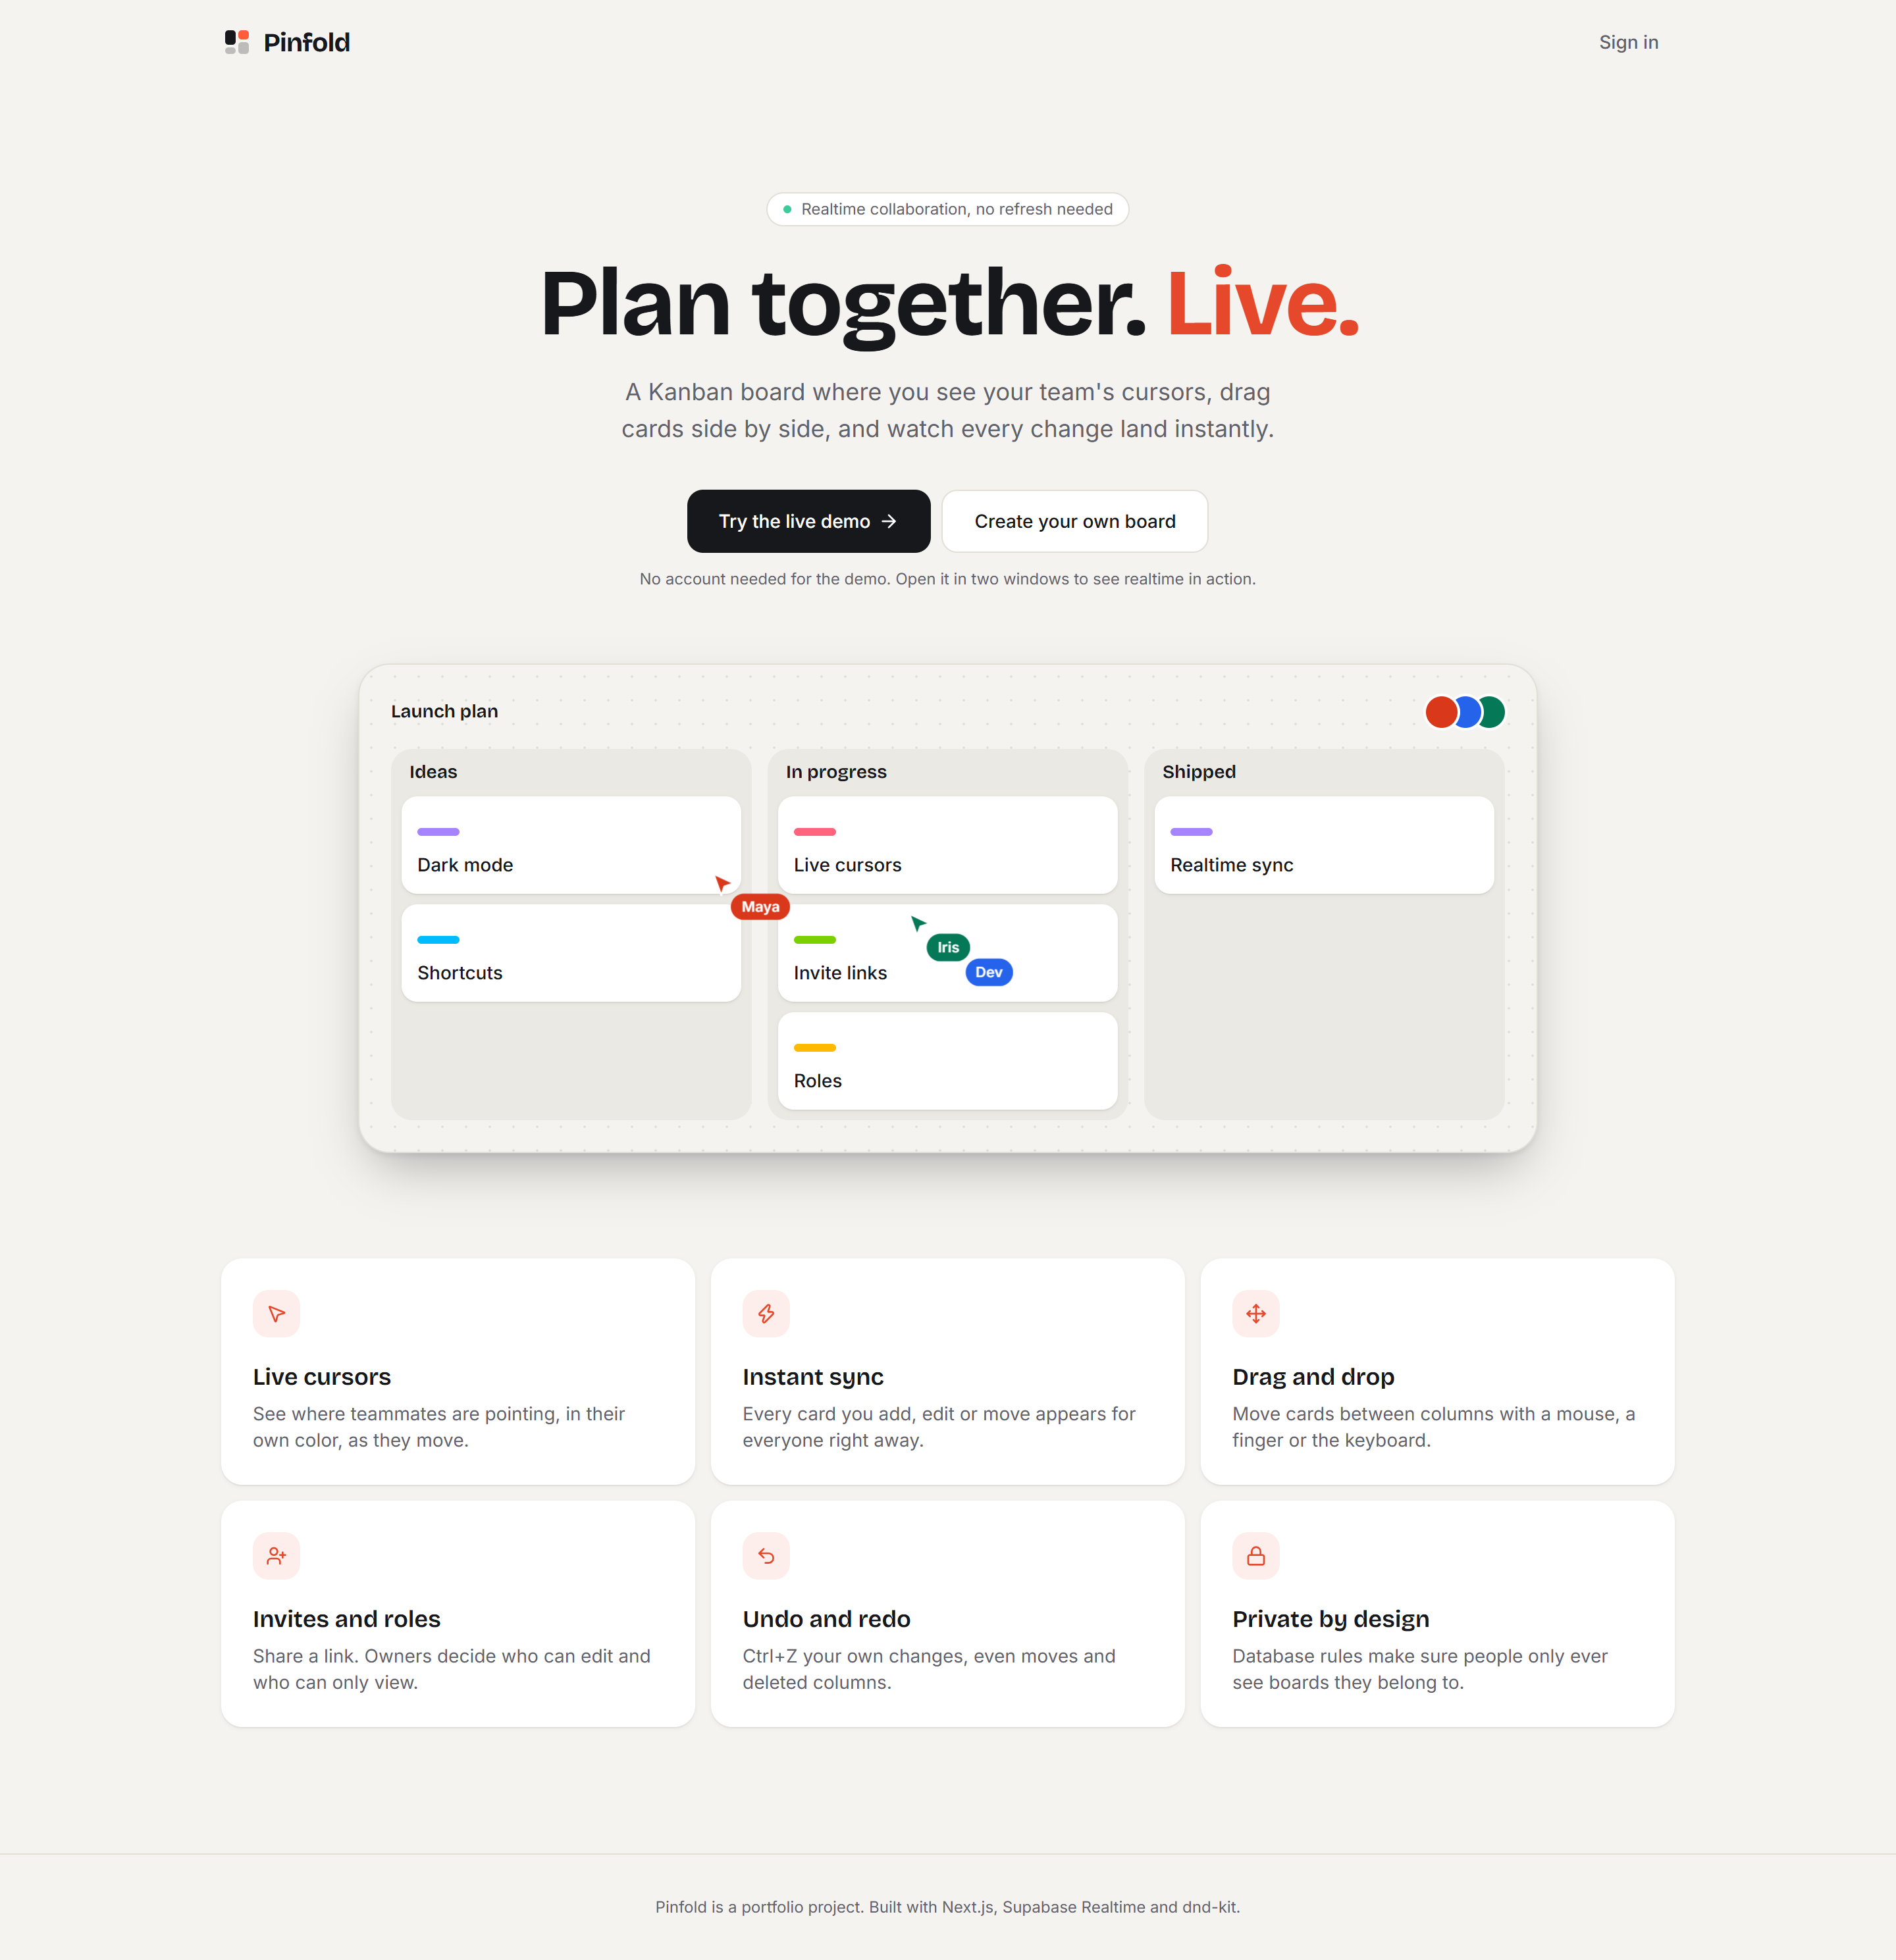 Pinfold
Sign in
Realtime collaboration, no refresh needed
Plan together. Live.
A Kanban board where you see your team's cursors, drag
cards side by side, and watch every change land instantly.
Try the live demo →
Create your own board
No account needed for the demo. Open it in two windows to see realtime in action.
Launch plan
Ideas
Dark mode
Shortcuts
Maya
In progress
Live cursors
Invite links
Iris
Dev
Roles
Shipped
Realtime sync
Live cursors
See where teammates are pointing, in their
own color, as they move.
Instant sync
Every card you add, edit or move appears for
everyone right away.
Drag and drop
Move cards between columns with a mouse, a
finger or the keyboard.
Invites and roles
Share a link. Owners decide who can edit and
who can only view.
Undo and redo
Ctrl+Z your own changes, even moves and
deleted columns.
Private by design
Database rules make sure people only ever
see boards they belong to.
Pinfold is a portfolio project. Built with Next.js, Supabase Realtime and dnd-kit.